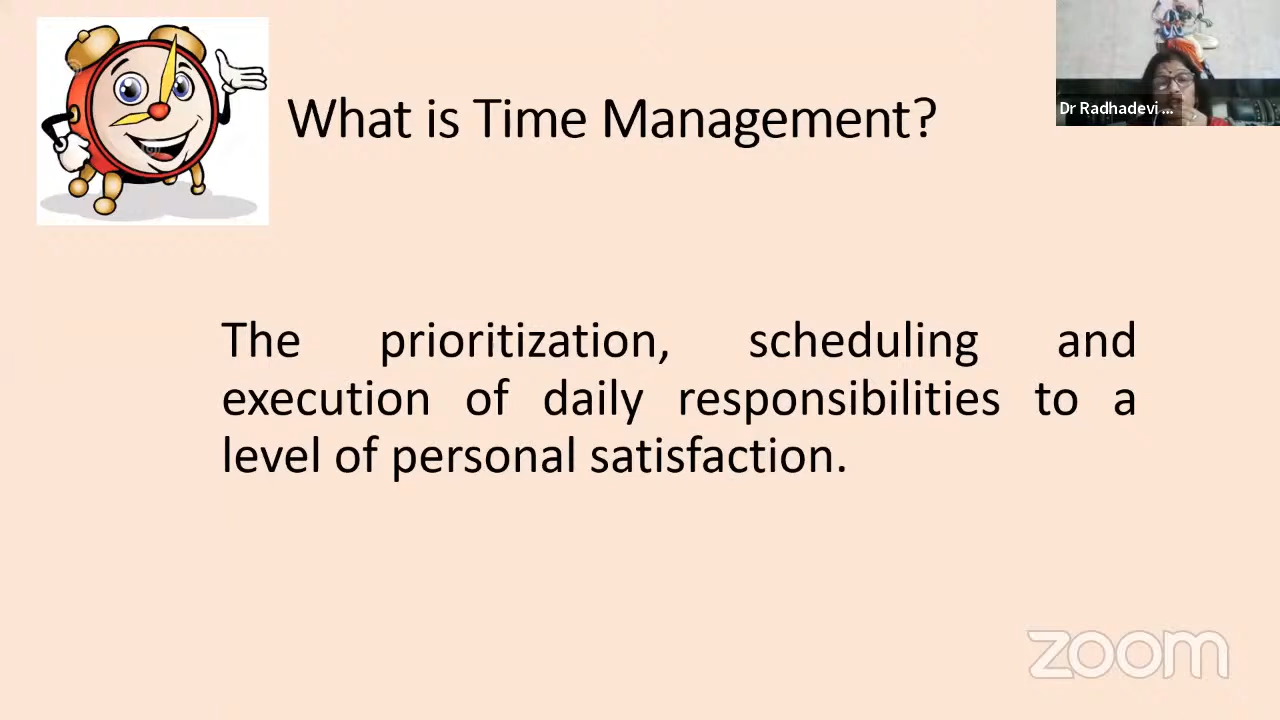 What is Time Management?
Dr Radhadevi ...
The prioritization, scheduling and
execution of daily responsibilities to a
level of personal satisfaction.
zoom